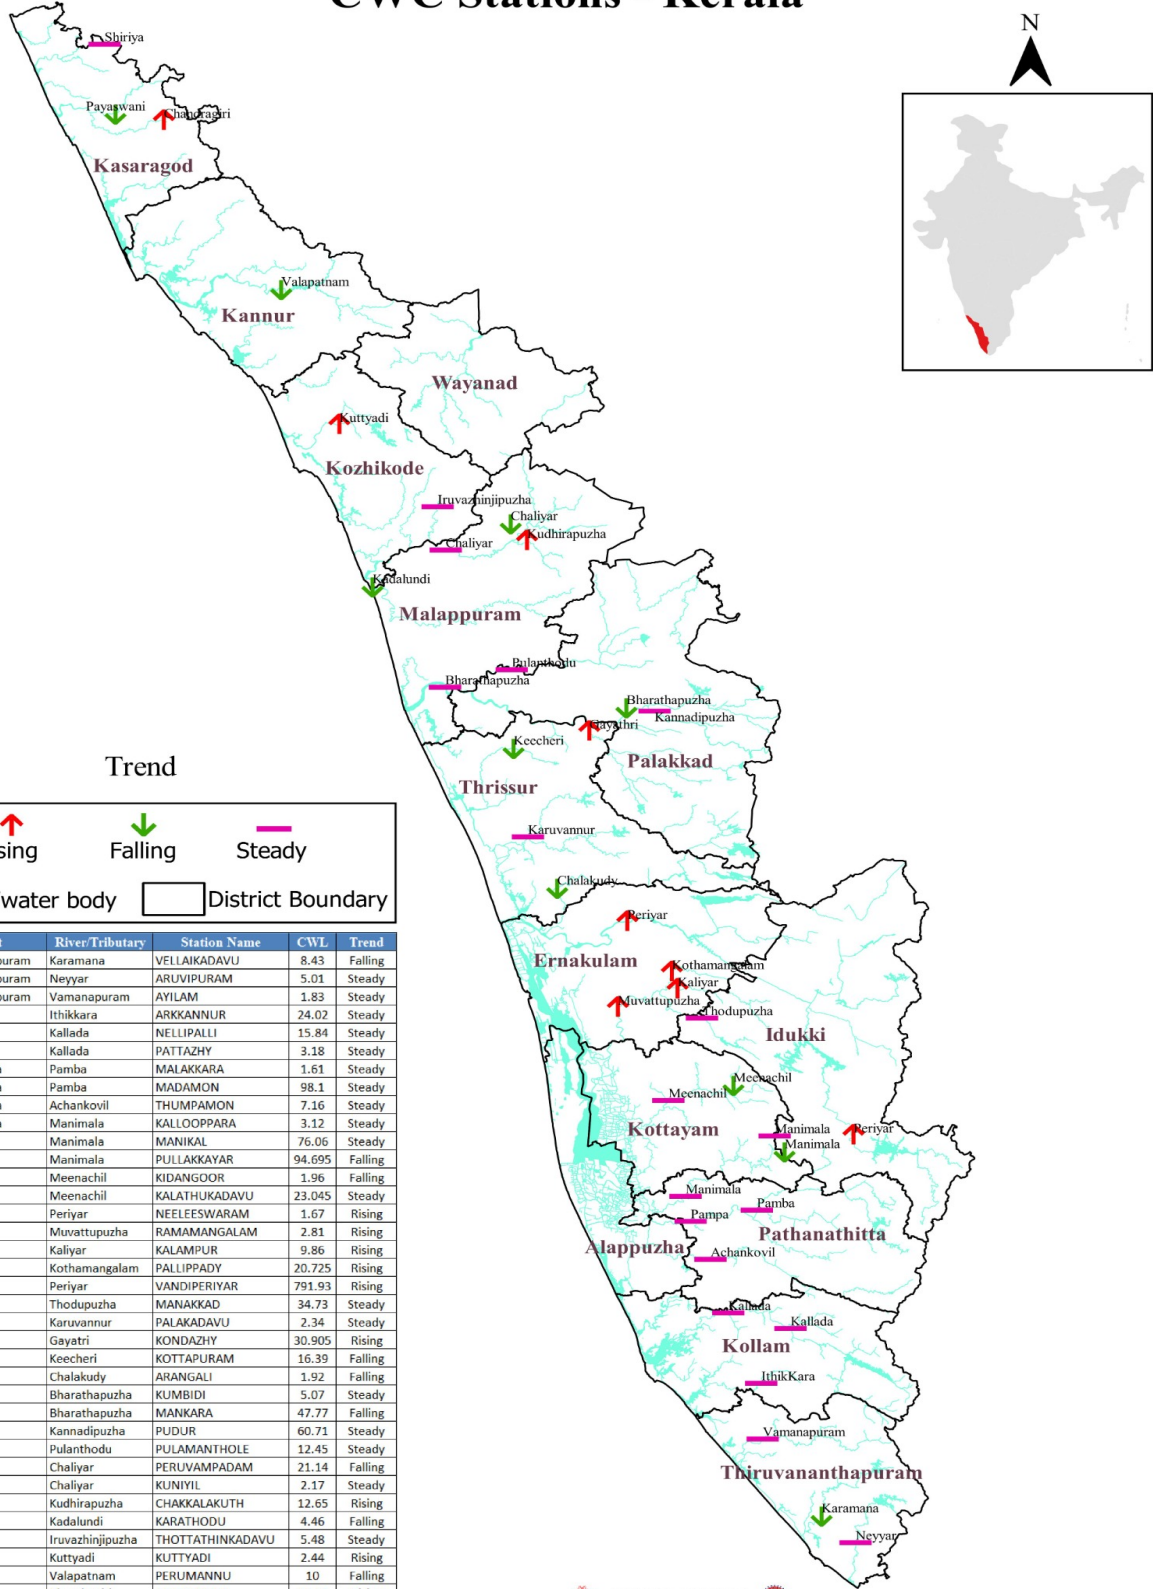 CWC Stations - Kerala
N
Shiriya
Payaswani
Chandragiri
Kasaragod
Valapatnam
Kannur
Wayanad
Kuttyadi
Kozhikode
Iruvazhinjipuzha
Chaliyar
Kudhirapuzha
Chaliyar
Kadalundi
Malappuram
Pulanthodu
Bharathapuzha
Bharathapuzha
Kannadipuzha
Gayathri
Keecheri
Palakkad
Thrissur
Karuvannur
Chalakudy
Periyar
Ernakulam
Kothamangalam
Kaliyar
Muvattupuzha
Thodupuzha
Idukki
Meenachil
Meenachil
Kottayam
Manimala
Periyar
Manimala
Manimala
Pamba
Pampa
Pathanathitta
Alappuzha
Achankovil
Kallada
Kallada
Kollam
IthikKara
Vamanapuram
Thiruvananthapuram
Karamana
Neyyar
Trend
sing Falling Steady
water body District Boundary
t River/Tributary Station Name CWL Trend
puram Karamana VELLAIKADAVU 8.43 Falling
puram Neyyar ARUVIPURAM 5.01 Steady
puram Vamanapuram AYILAM 1.83 Steady
Ithikkara ARKKANNUR 24.02 Steady
Kallada NELLIPALLI 15.84 Steady
Kallada PATTAZHY 3.18 Steady
a Pamba MALAKKARA 1.61 Steady
a Pamba MADAMON 98.1 Steady
a Achankovil THUMPAMON 7.16 Steady
a Manimala KALLOOPPARA 3.12 Steady
Manimala MANIKAL 76.06 Steady
Manimala PULLAKKAYAR 94.695 Falling
Meenachil KIDANGOOR 1.96 Falling
Meenachil KALATHUKADAVU 23.045 Steady
Periyar NEELEESWARAM 1.67 Rising
Muvattupuzha RAMAMANGALAM 2.81 Rising
Kaliyar KALAMPUR 9.86 Rising
Kothamangalam PALLIPPADY 20.725 Rising
Periyar VANDIPERIYAR 791.93 Rising
Thodupuzha MANAKKAD 34.73 Steady
Karuvannur PALAKADAVU 2.34 Steady
Gayatri KONDAZHY 30.905 Rising
Keecheri KOTTAPURAM 16.39 Falling
Chalakudy ARANGALI 1.92 Falling
Bharathapuzha KUMBIDI 5.07 Steady
Bharathapuzha MANKARA 47.77 Falling
Kannadipuzha PUDUR 60.71 Steady
Pulanthodu PULAMANTHOLE 12.45 Steady
Chaliyar PERUVAMPADAM 21.14 Falling
Chaliyar KUNIYIL 2.17 Steady
Kudhirapuzha CHAKKALAKUTH 12.65 Rising
Kadalundi KARATHODU 4.46 Falling
Iruvazhinjipuzha THOTTATHINKADAVU 5.48 Steady
Kuttyadi KUTTYADI 2.44 Rising
Valapatnam PERUMANNU 10 Falling